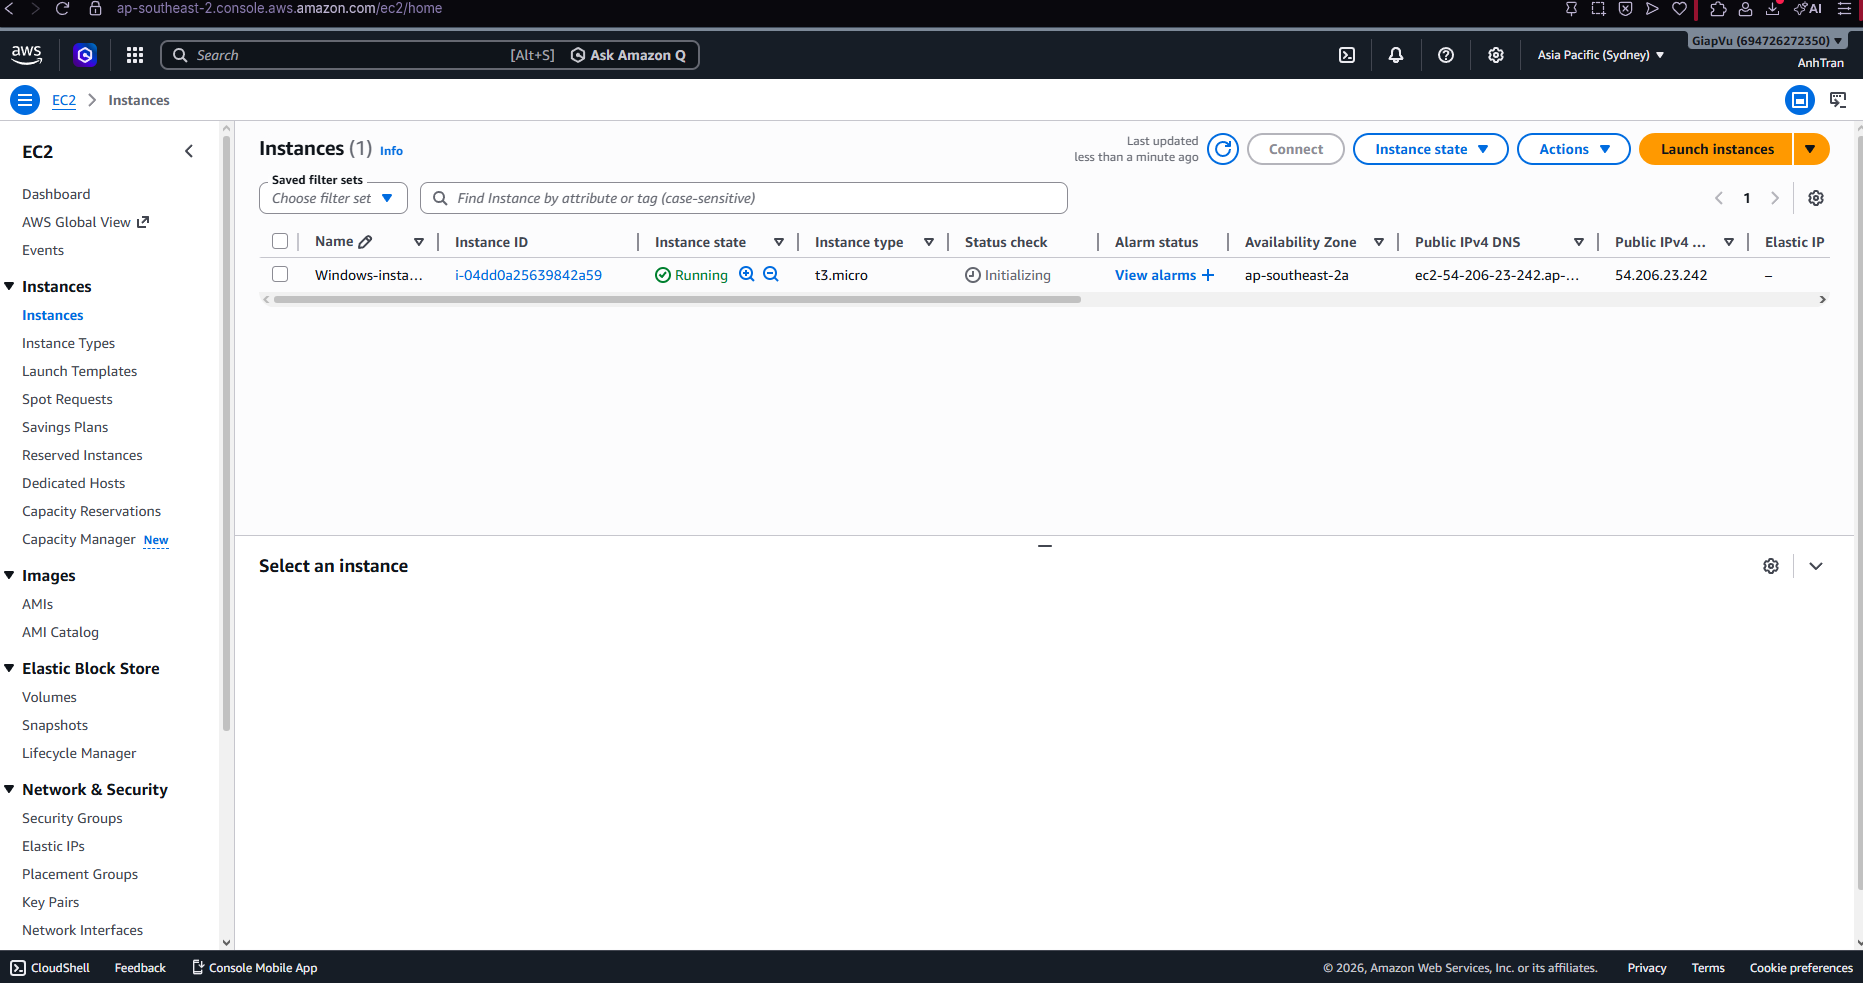 ap-southeast-2.console.aws.amazon.com/ec2/home
AI
aws
Search [Alt+S] Ask Amazon Q
Asia Pacific (Sydney)
GiapVu (694726272350)
AnhTran
EC2 Instances
EC2
Dashboard
AWS Global View
Events
Instances
Instances
Instance Types
Launch Templates
Spot Requests
Savings Plans
Reserved Instances
Dedicated Hosts
Capacity Reservations
Capacity Manager New
Images
AMIs
AMI Catalog
Elastic Block Store
Volumes
Snapshots
Lifecycle Manager
Network & Security
Security Groups
Elastic IPs
Placement Groups
Key Pairs
Network Interfaces
Instances (1) Info
Last updated
less than a minute ago
Connect
Instance state
Actions
Launch instances
Saved filter sets
Choose filter set
Find Instance by attribute or tag (case-sensitive)
1
Name Instance ID Instance state Instance type Status check Alarm status Availability Zone Public IPv4 DNS Public IPv4 ... Elastic IP
Windows-insta... i-04dd0a25639842a59 Running t3.micro Initializing View alarms + ap-southeast-2a ec2-54-206-23-242.ap-... 54.206.23.242 –
Select an instance
CloudShell Feedback Console Mobile App © 2026, Amazon Web Services, Inc. or its affiliates. Privacy Terms Cookie preferences